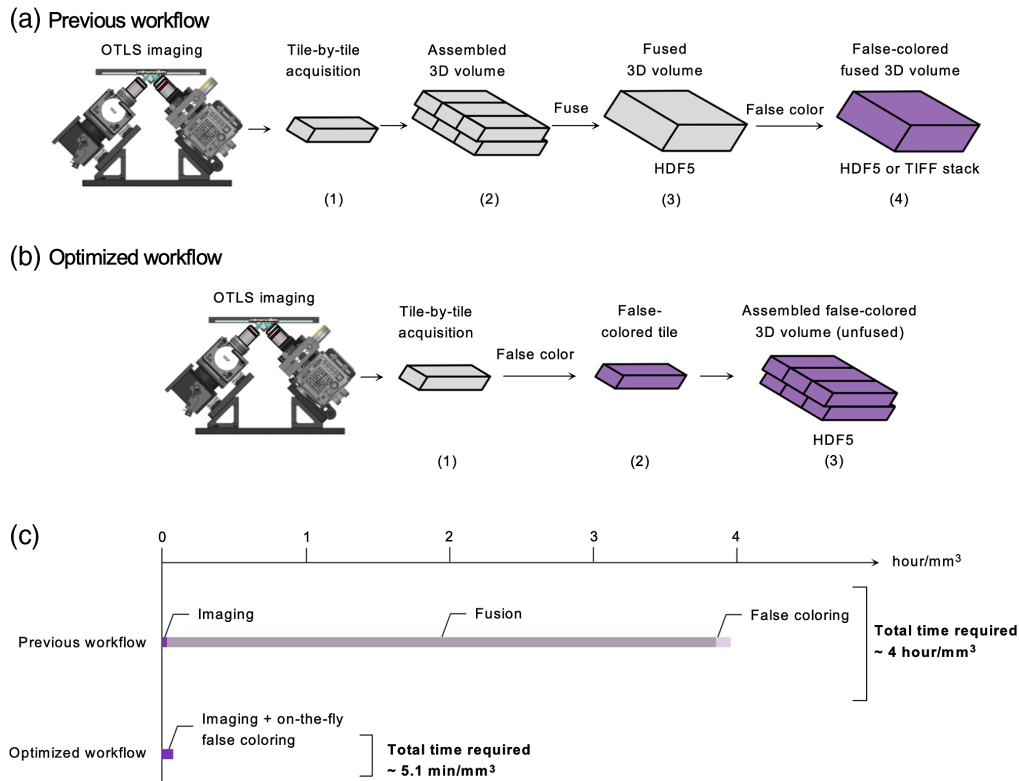 (a) Previous workflow
OTLS imaging
Tile-by-tile
acquisition
Assembled
3D volume
Fuse
Fused
3D volume
False color
False-colored
fused 3D volume
HDF5
HDF5 or TIFF stack
(1)
(2)
(3)
(4)
(b) Optimized workflow
OTLS imaging
Tile-by-tile
acquisition
False color
False-
colored tile
Assembled false-colored
3D volume (unfused)
HDF5
(1)
(2)
(3)
(c)
0 1 2 3 4
hour/mm³
Previous workflow
Imaging
Fusion
False coloring
Total time required
~ 4 hour/mm³
Optimized workflow
Imaging + on-the-fly
false coloring
Total time required
~ 5.1 min/mm³